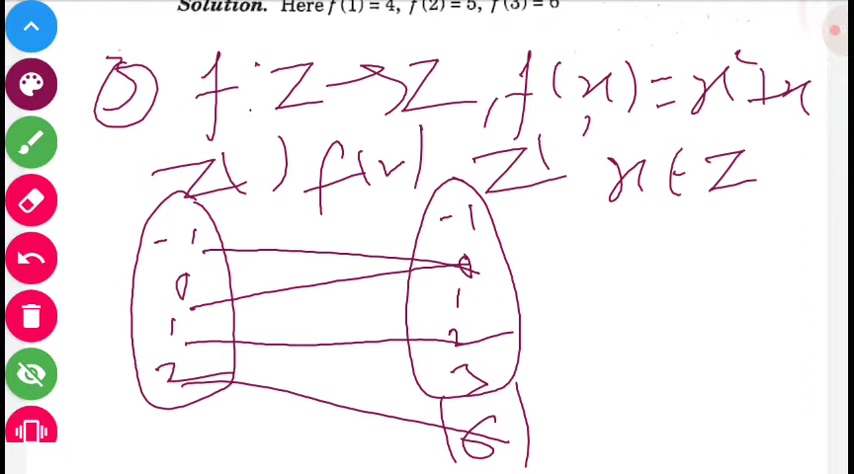 Solution. Here f (1) = 4, f (2) = 5, f (3) = 6
③ f : Z → Z, f(x) = x² + x
Z f(x) Z x ∈ Z
-1 -1
0 0
1 1
2 2
3
6